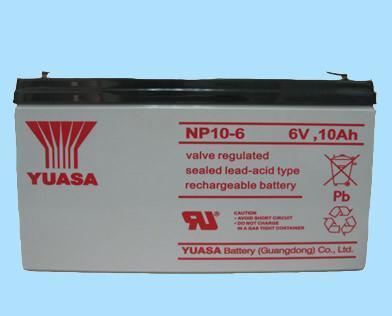 NP10-6 6V ,10Ah
YUASA
valve regulated
sealed lead-acid type
rechargeable battery
Pb
CAUTION :
• AVOID SHORT CIRCUIT
• DO NOT CHARGE
IN A GAS TIGHT CONTAINER
YUASA Battery (Guangdong) Co., Ltd.